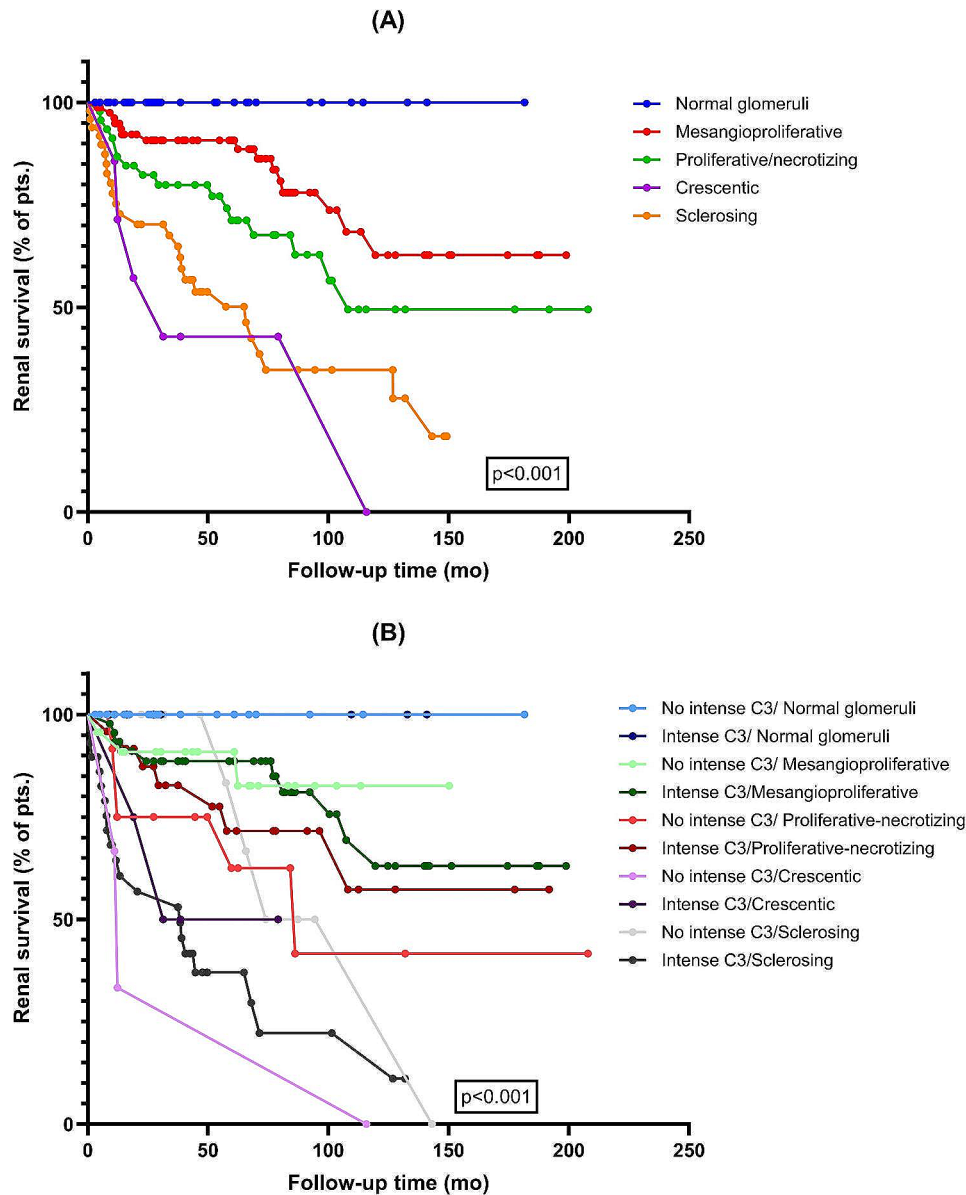 (A)
100
50
0
0 50 100 150 200 250
Renal survival (% of pts.)
Follow-up time (mo)
Normal glomeruli
Mesangioproliferative
Proliferative/necrotizing
Crescentic
Sclerosing
p<0.001
(B)
100
50
0
0 50 100 150 200 250
Renal survival (% of pts.)
Follow-up time (mo)
No intense C3/ Normal glomeruli
Intense C3/ Normal glomeruli
No intense C3/ Mesangioproliferative
Intense C3/Mesangioproliferative
No intense C3/ Proliferative-necrotizing
Intense C3/Proliferative-necrotizing
No intense C3/Crescentic
Intense C3/Crescentic
No intense C3/Sclerosing
Intense C3/Sclerosing
p<0.001